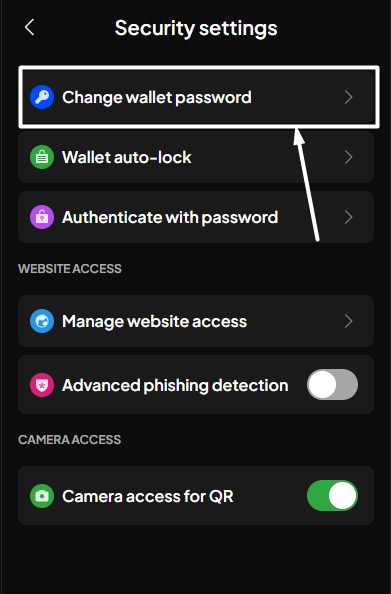 Security settings
Change wallet password
Wallet auto-lock
Authenticate with password
WEBSITE ACCESS
Manage website access
Advanced phishing detection
CAMERA ACCESS
Camera access for QR